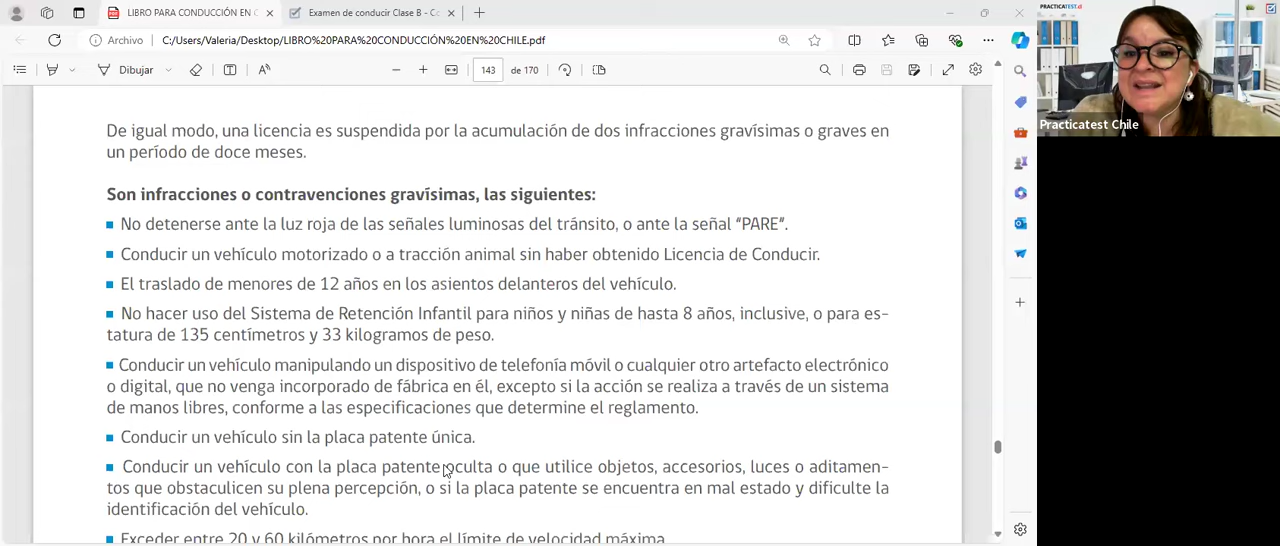 LIBRO PARA CONDUCCIÓN EN C
Examen de conducir Clase B - Co
Archivo
C:/Users/Valeria/Desktop/LIBRO%20PARA%20CONDUCCIÓN%20EN%20CHILE.pdf
Dibujar
143 de 170
De igual modo, una licencia es suspendida por la acumulación de dos infracciones gravísimas o graves en
un período de doce meses.
Son infracciones o contravenciones gravísimas, las siguientes:
No detenerse ante la luz roja de las señales luminosas del tránsito, o ante la señal “PARE”.
Conducir un vehículo motorizado o a tracción animal sin haber obtenido Licencia de Conducir.
El traslado de menores de 12 años en los asientos delanteros del vehículo.
No hacer uso del Sistema de Retención Infantil para niños y niñas de hasta 8 años, inclusive, o para es-
tatura de 135 centímetros y 33 kilogramos de peso.
Conducir un vehículo manipulando un dispositivo de telefonía móvil o cualquier otro artefacto electrónico
o digital, que no venga incorporado de fábrica en él, excepto si la acción se realiza a través de un sistema
de manos libres, conforme a las especificaciones que determine el reglamento.
Conducir un vehículo sin la placa patente única.
Conducir un vehículo con la placa patente oculta o que utilice objetos, accesorios, luces o aditamen-
tos que obstaculicen su plena percepción, o si la placa patente se encuentra en mal estado y dificulte la
identificación del vehículo.
Exceder entre 20 y 60 kilómetros por hora el límite de velocidad máxima.
PRACTICATEST.cl
Practicatest Chile